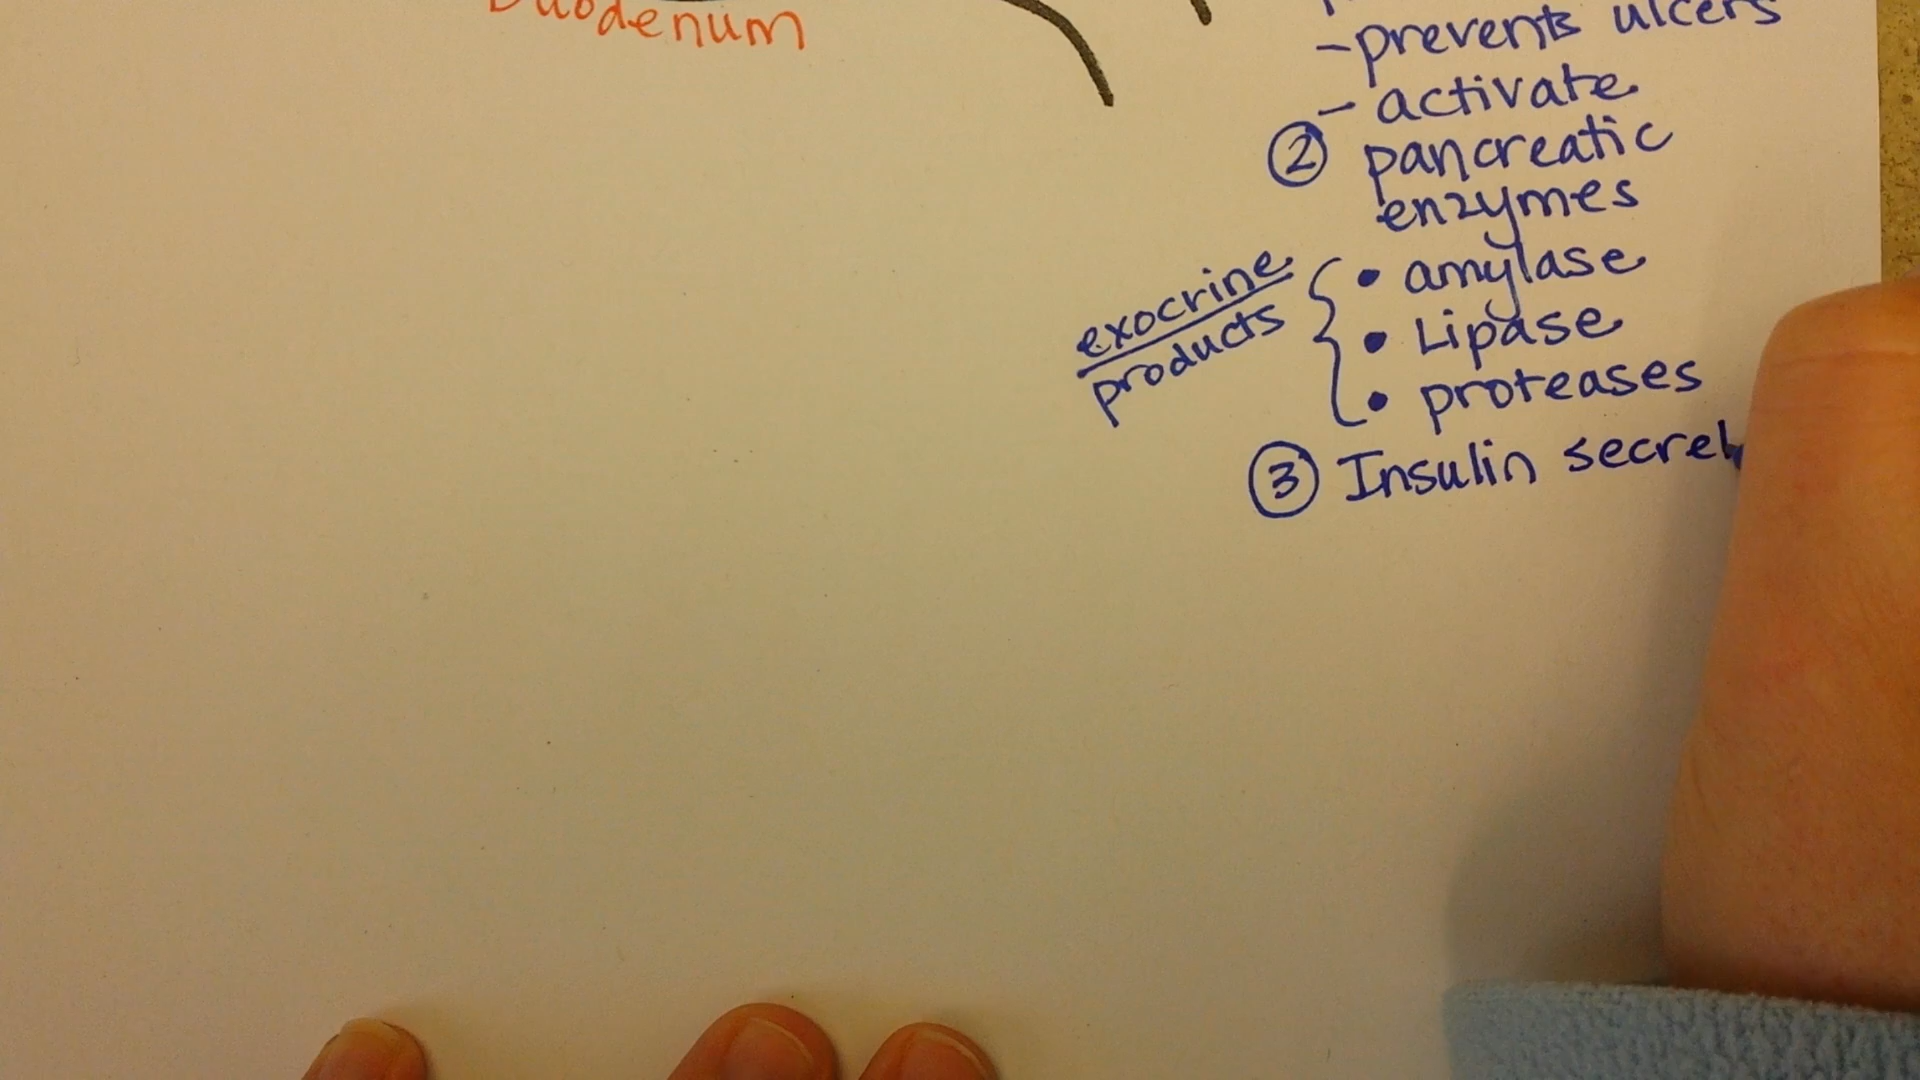 Duodenum
- prevents ulcers
- activate
② pancreatic
enzymes
exocrine
products
• amylase
• Lipase
• proteases
③ Insulin secret